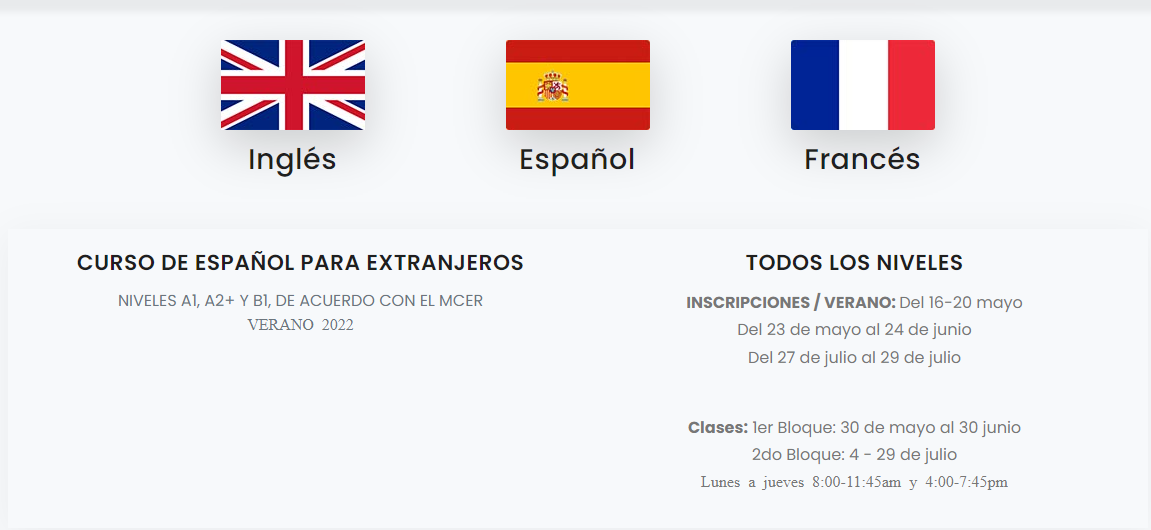 Inglés
Español
Francés
CURSO DE ESPAÑOL PARA EXTRANJEROS
NIVELES A1, A2+ Y B1, DE ACUERDO CON EL MCER
VERANO 2022
TODOS LOS NIVELES
INSCRIPCIONES / VERANO: Del 16-20 mayo
Del 23 de mayo al 24 de junio
Del 27 de julio al 29 de julio
Clases: 1er Bloque: 30 de mayo al 30 junio
2do Bloque: 4 - 29 de julio
Lunes a jueves 8:00-11:45am y 4:00-7:45pm